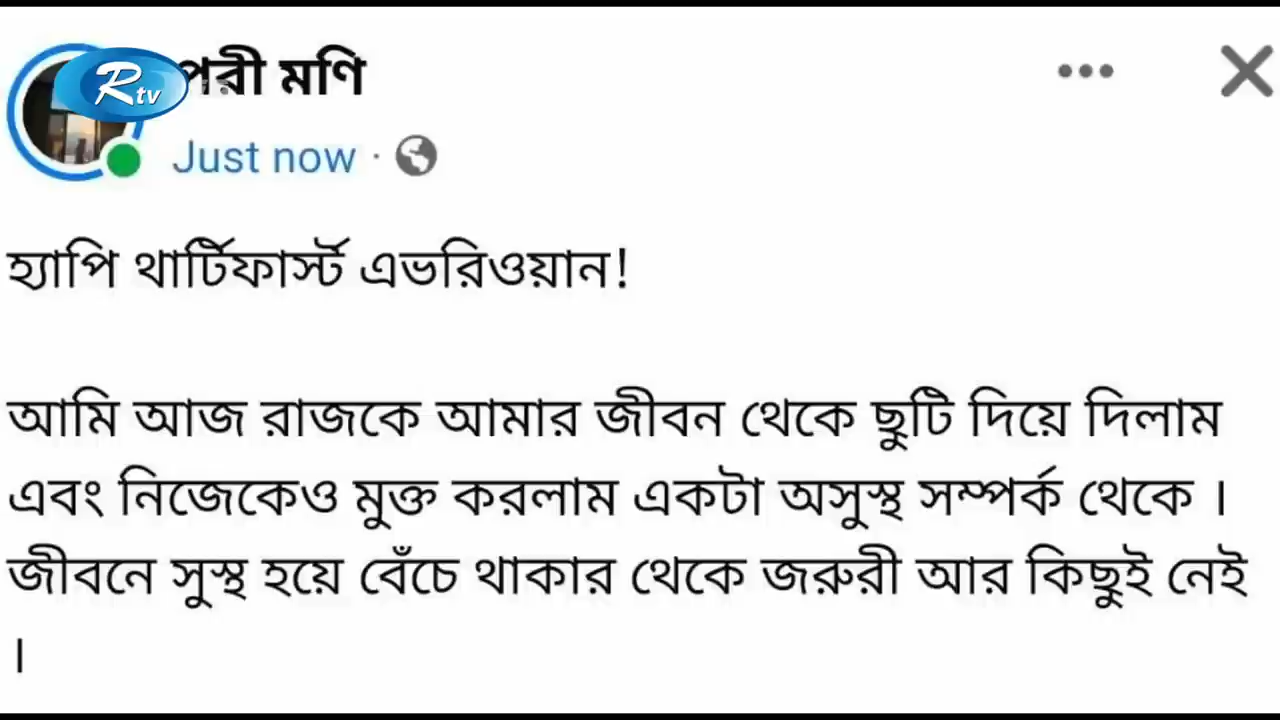 Rtv
পরী মণি
Just now ·
হ্যাপি থার্টিফার্স্ট এভরিওয়ান!
আমি আজ রাজকে আমার জীবন থেকে ছুটি দিয়ে দিলাম
এবং নিজেকেও মুক্ত করলাম একটা অসুস্থ সম্পর্ক থেকে ।
জীবনে সুস্থ হয়ে বেঁচে থাকার থেকে জরুরী আর কিছুই নেই
।